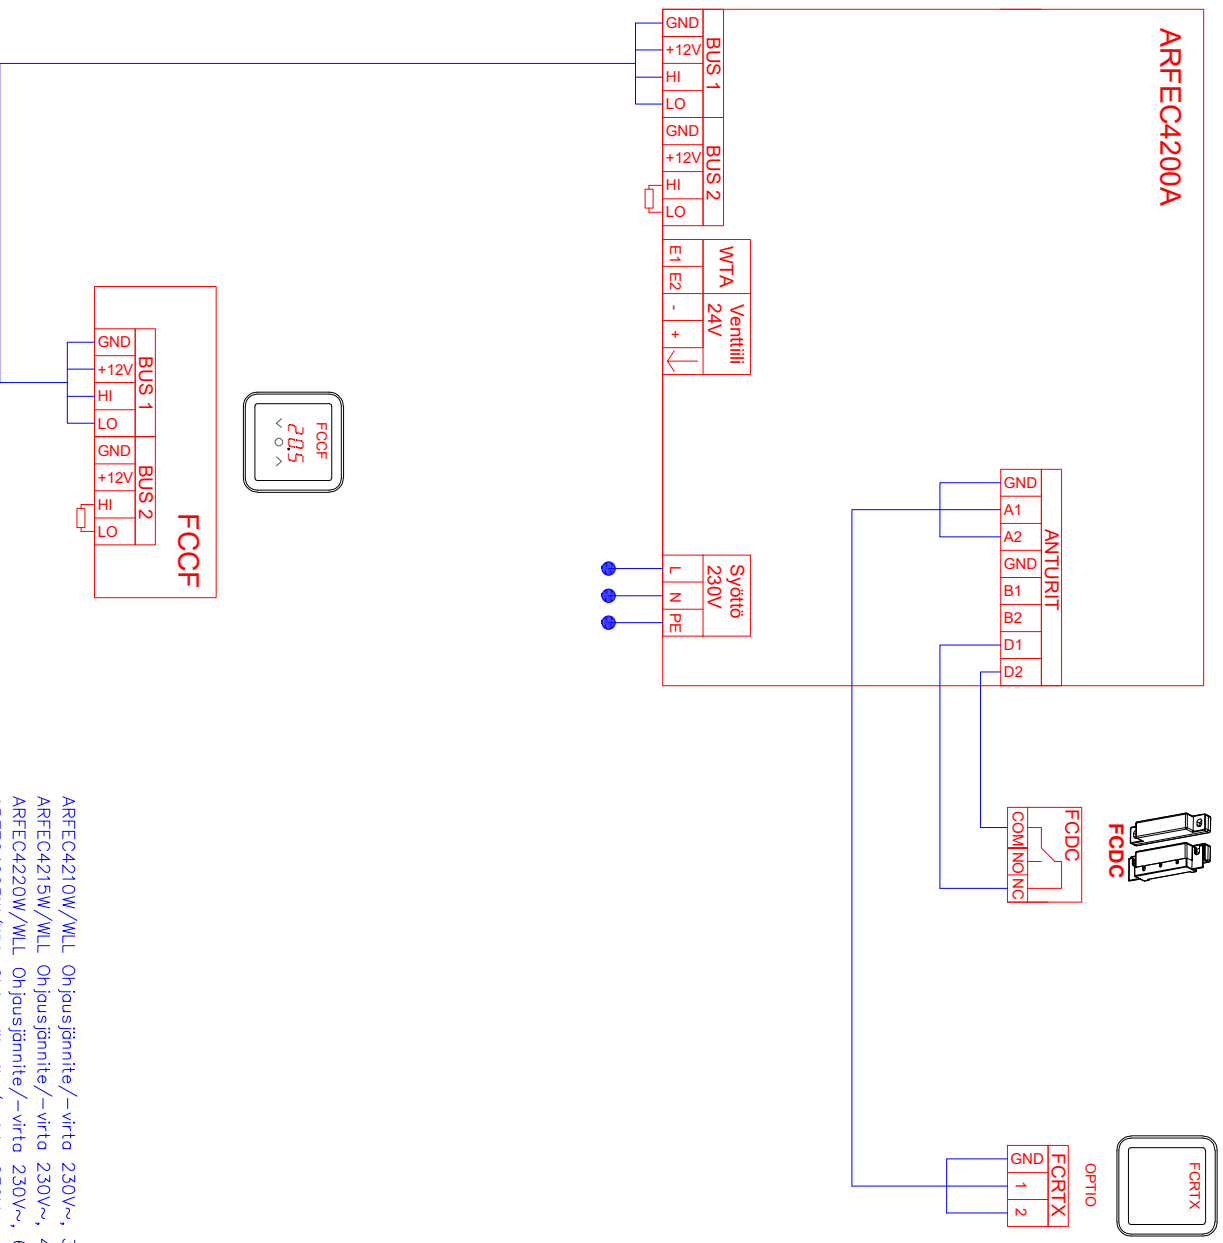 ARFEC4200A
GND
+12V
HI
LO
BUS 1
GND
+12V
HI
LO
BUS 2
E1
E2
WTA
-
+
Venttiili
24V
L
N
PE
Syöttö
230V
GND
A1
A2
GND
B1
B2
D1
D2
ANTURIT
GND
+12V
HI
LO
BUS 1
GND
+12V
HI
LO
BUS 2
FCCF
FCCF
20.5
COM
NO
NC
FCDC
FCDC
GND
1
2
FCRTX
OPTIO
FCRTX
ARFEC4210W/WLL Ohjausjännite/-virta 230V~,
ARFEC4215W/WLL Ohjausjännite/-virta 230V~, 4
ARFEC4220W/WLL Ohjausjännite/-virta 230V~, 6